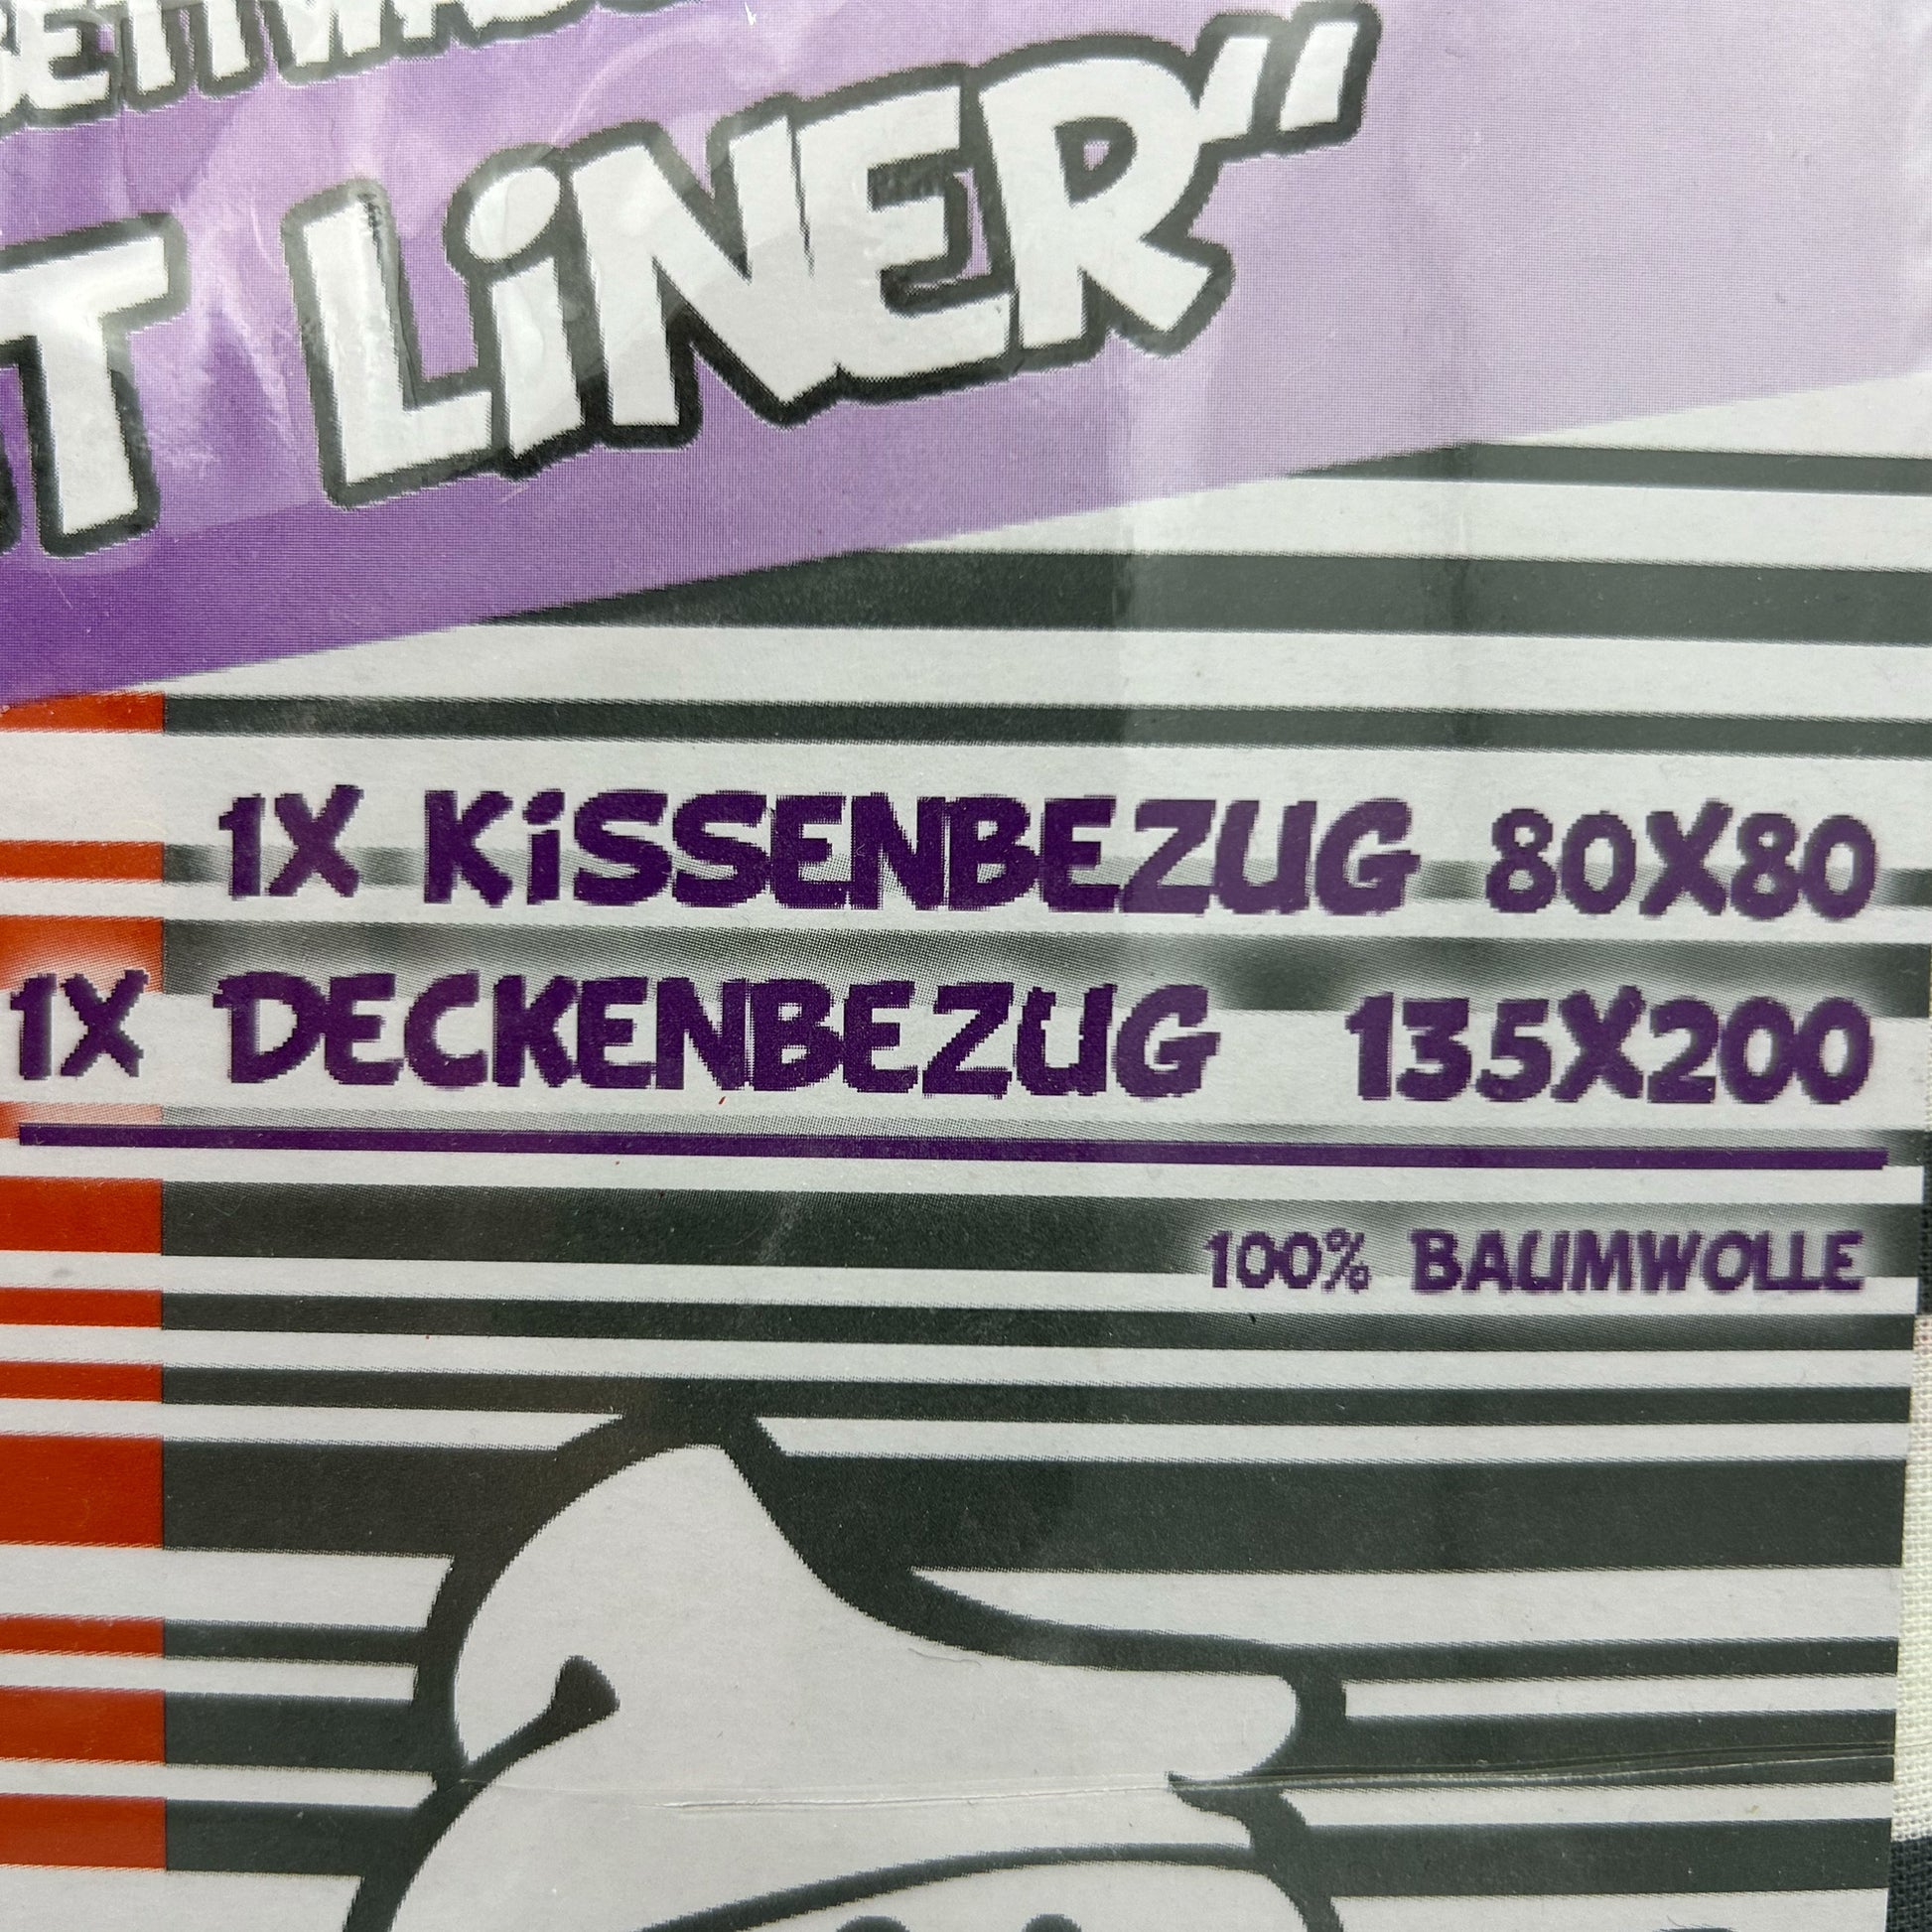 LiNER"
1X KiSSENBEZUG 80X80
1X DECKENBEZUG 135X200
100% BAUMWOLLE